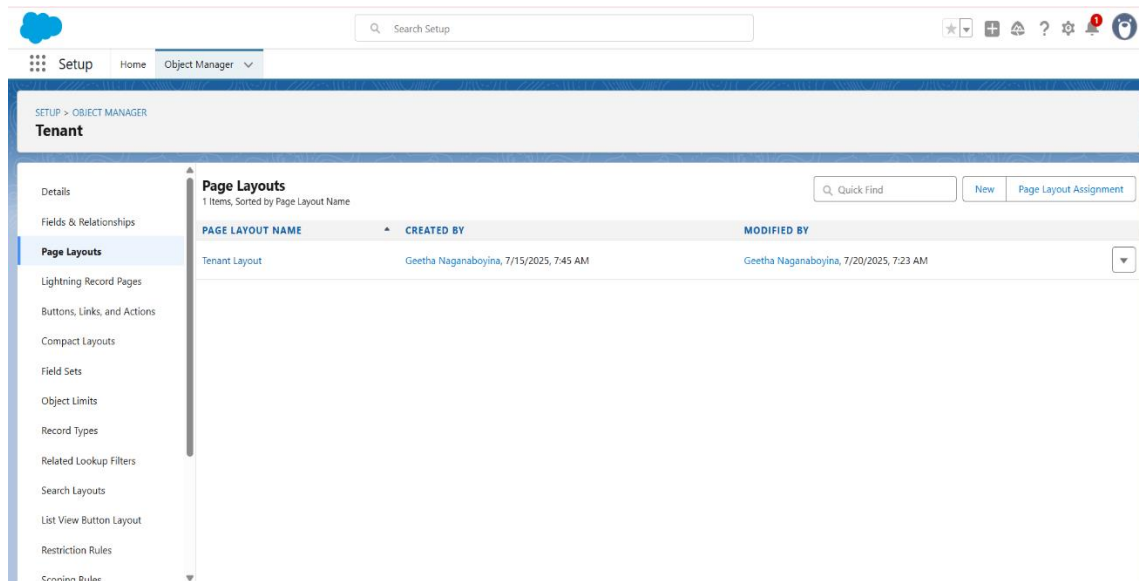 Search Setup
1
Setup Home Object Manager
SETUP > OBJECT MANAGER
Tenant
Details
Fields & Relationships
Page Layouts
Lightning Record Pages
Buttons, Links, and Actions
Compact Layouts
Field Sets
Object Limits
Record Types
Related Lookup Filters
Search Layouts
List View Button Layout
Restriction Rules
Scoping Rules
Page Layouts
1 Items, Sorted by Page Layout Name
Quick Find New Page Layout Assignment
PAGE LAYOUT NAME CREATED BY MODIFIED BY
Tenant Layout Geetha Naganaboyina, 7/15/2025, 7:45 AM Geetha Naganaboyina, 7/20/2025, 7:23 AM